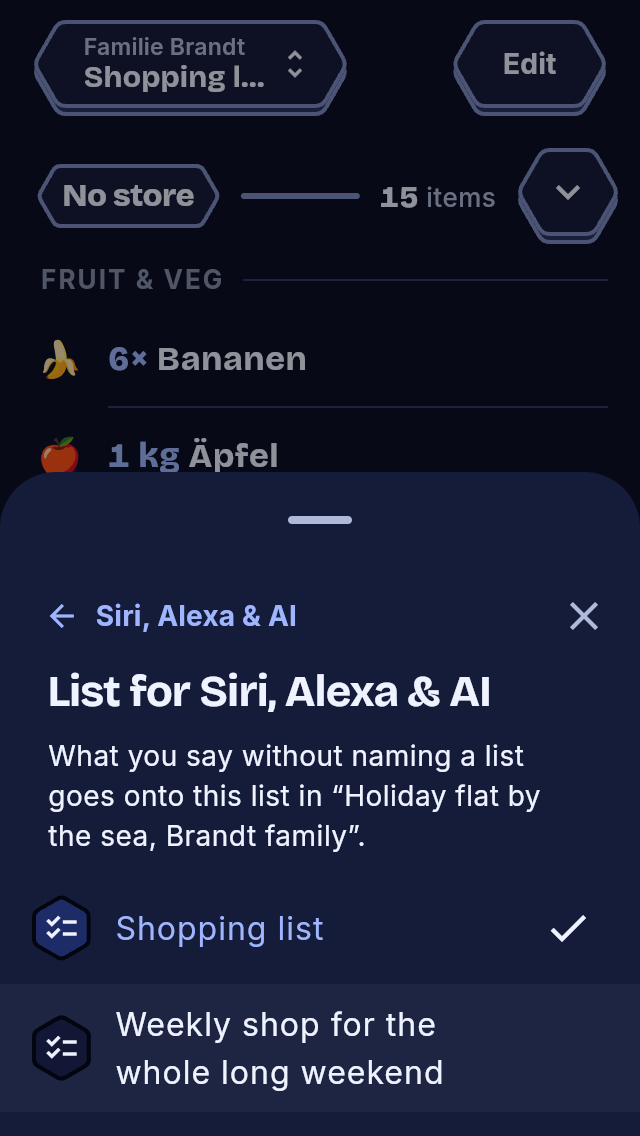 Familie Brandt
Shopping l...
Edit
No store
15 items
FRUIT & VEG
6× Bananen
1 kg Äpfel
Siri, Alexa & AI
List for Siri, Alexa & AI
What you say without naming a list
goes onto this list in “Holiday flat by
the sea, Brandt family”.
Shopping list
Weekly shop for the
whole long weekend